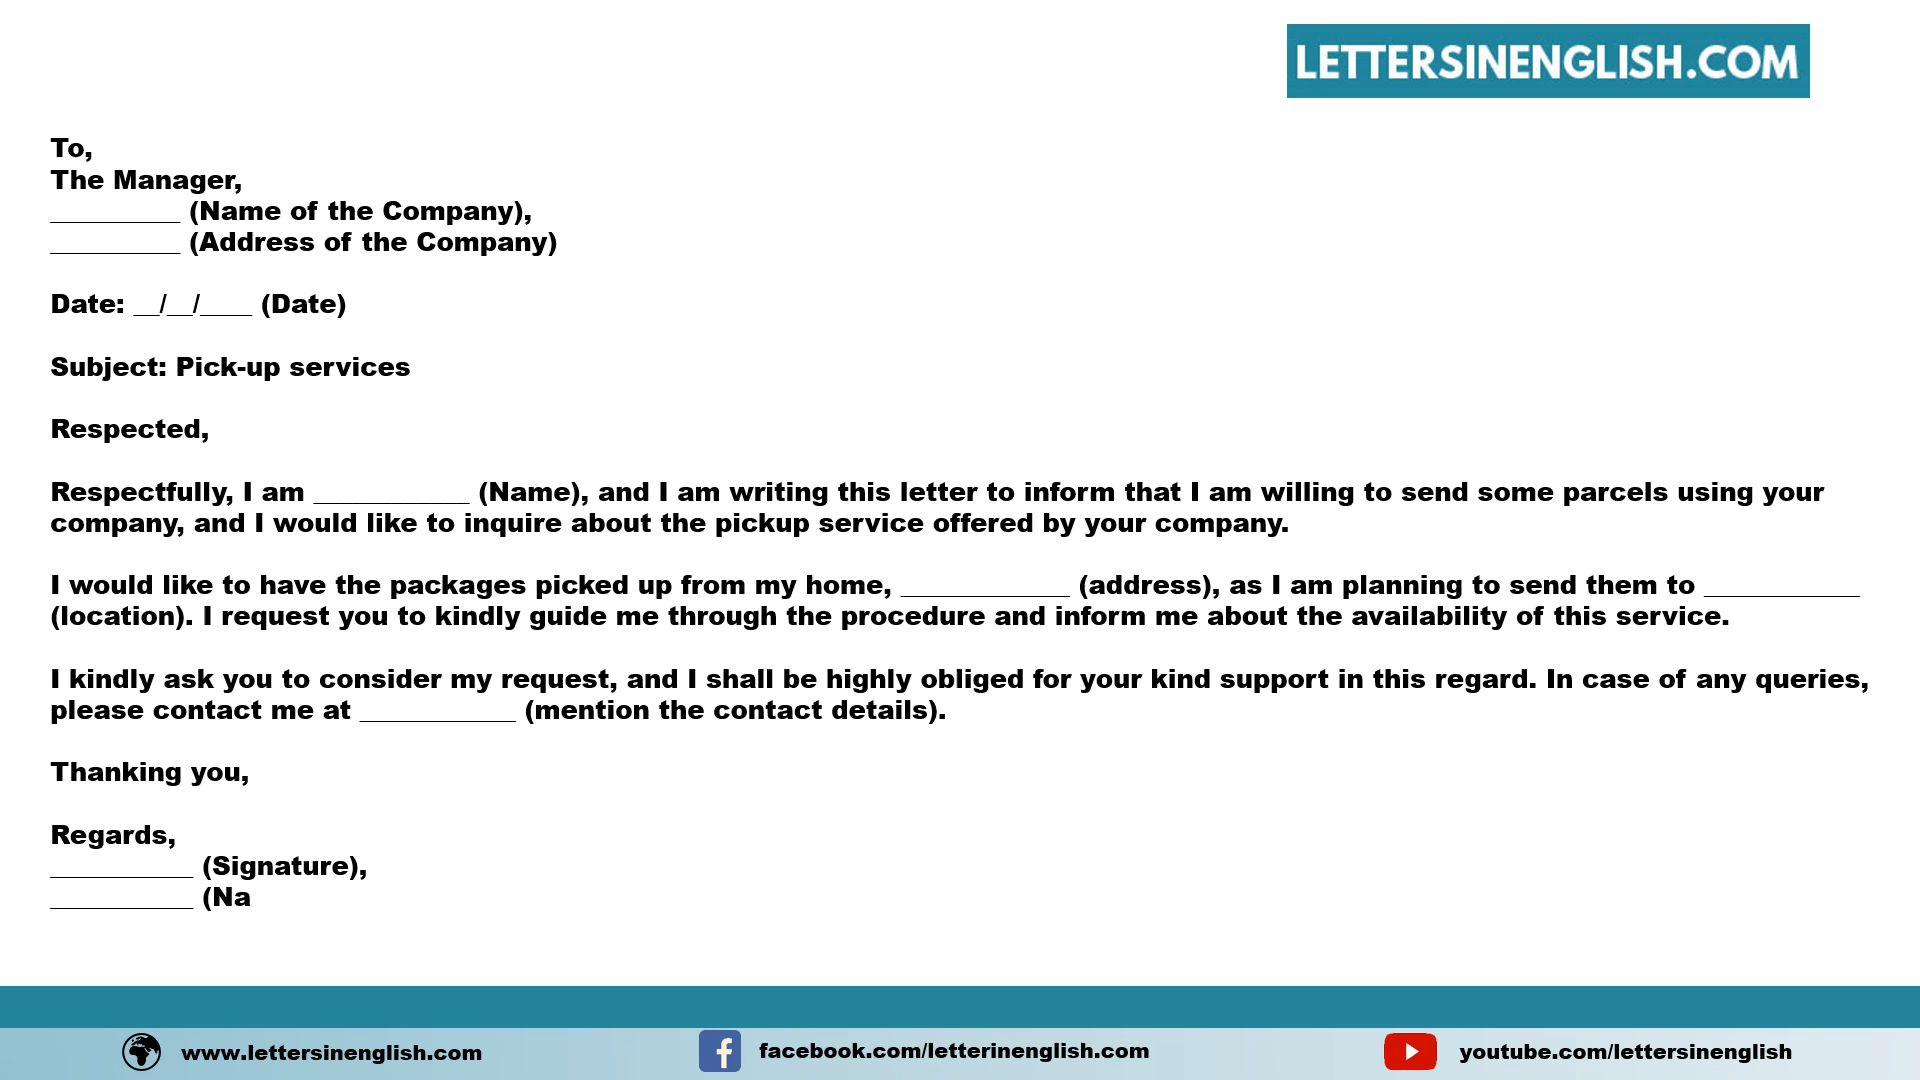 LETTERSINENGLISH.COM
To,
The Manager,
__________ (Name of the Company),
__________ (Address of the Company)
Date: __/__/____ (Date)
Subject: Pick-up services
Respected,
Respectfully, I am ____________ (Name), and I am writing this letter to inform that I am willing to send some parcels using your
company, and I would like to inquire about the pickup service offered by your company.
I would like to have the packages picked up from my home, _____________ (address), as I am planning to send them to ____________
(location). I request you to kindly guide me through the procedure and inform me about the availability of this service.
I kindly ask you to consider my request, and I shall be highly obliged for your kind support in this regard. In case of any queries,
please contact me at ____________ (mention the contact details).
Thanking you,
Regards,
___________ (Signature),
___________ (Na
www.lettersinenglish.com
facebook.com/letterinenglish.com
youtube.com/lettersinenglish